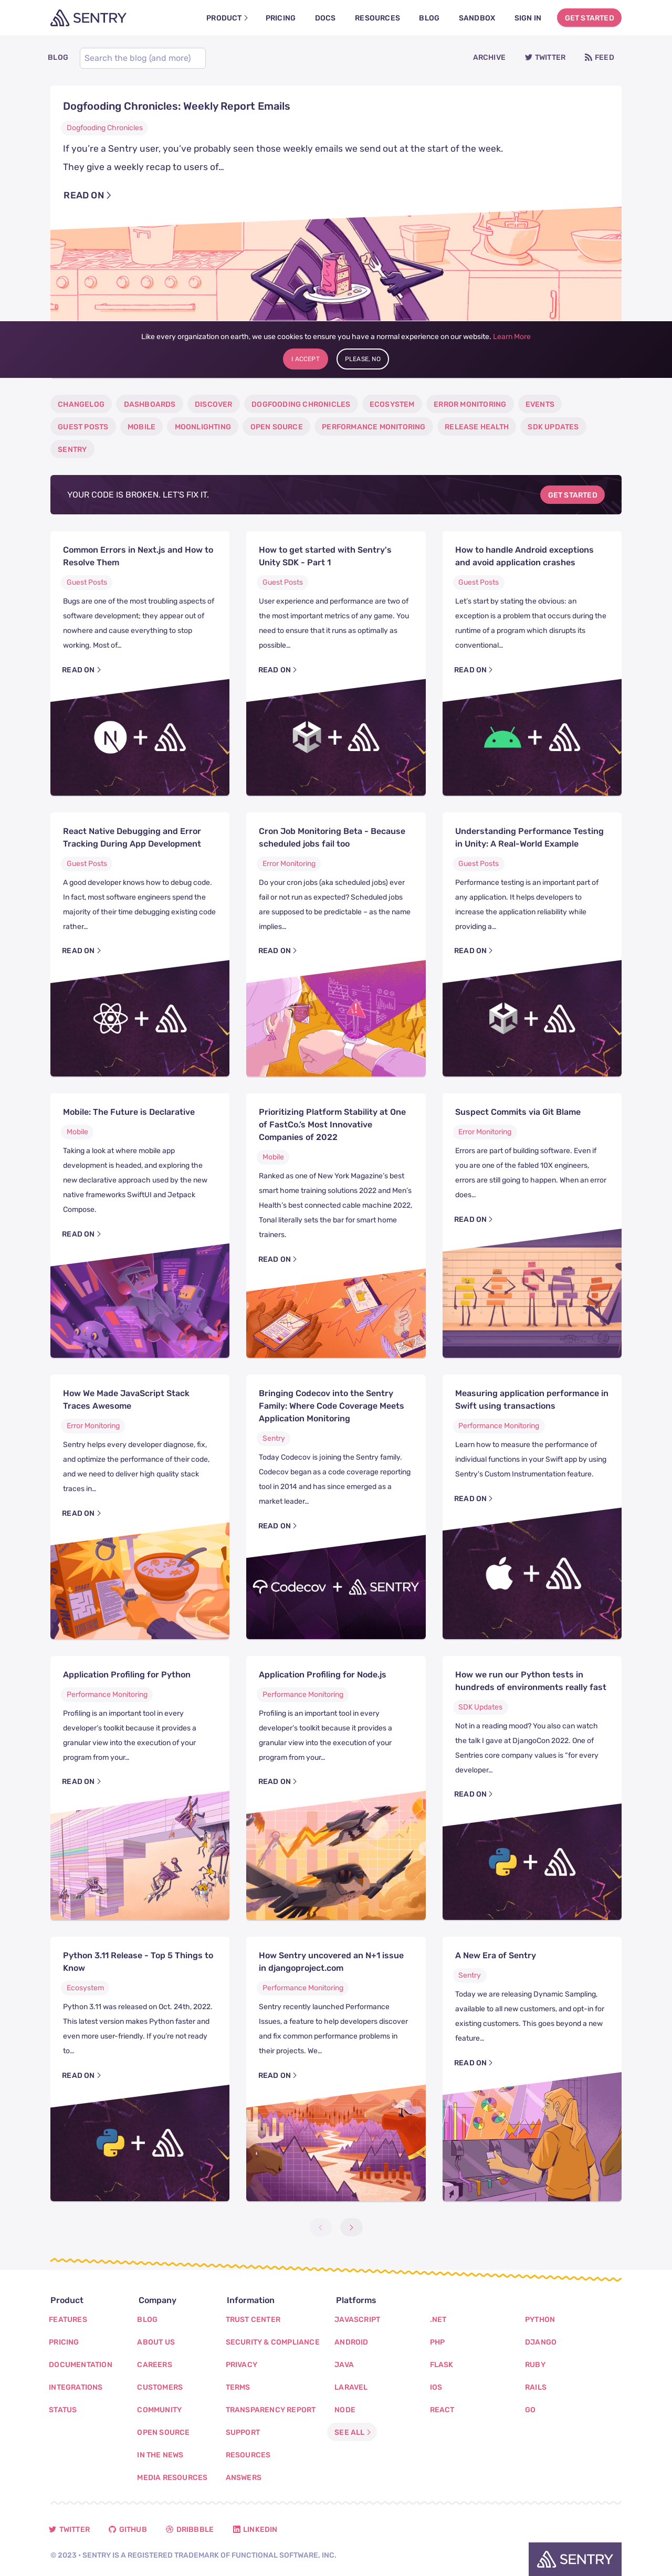 SENTRY
PRODUCT PRICING DOCS RESOURCES BLOG SANDBOX SIGN IN GET STARTED
BLOG Search the blog (and more) ARCHIVE TWITTER FEED
Dogfooding Chronicles: Weekly Report Emails
Dogfooding Chronicles
If you're a Sentry user, you've probably seen those weekly emails we send out at the start of the week.
They give a weekly recap to users of…
READ ON
Like every organization on earth, we use cookies to ensure you have a normal experience on our website. Learn More
I ACCEPT PLEASE, NO
CHANGELOG DASHBOARDS DISCOVER DOGFOODING CHRONICLES ECOSYSTEM ERROR MONITORING EVENTS
GUEST POSTS MOBILE MOONLIGHTING OPEN SOURCE PERFORMANCE MONITORING RELEASE HEALTH SDK UPDATES
SENTRY
YOUR CODE IS BROKEN. LET'S FIX IT. GET STARTED
Common Errors in Next.js and How to
Resolve Them
Guest Posts
Bugs are one of the most troubling aspects of
software development; they appear out of
nowhere and cause everything to stop
working. Most of…
READ ON
N +
How to get started with Sentry's
Unity SDK - Part 1
Guest Posts
User experience and performance are two of
the most important metrics of any game. You
need to ensure that it runs as optimally as
possible…
READ ON
+
How to handle Android exceptions
and avoid application crashes
Guest Posts
Let's start by stating the obvious: an
exception is a problem that occurs during the
runtime of a program which disrupts its
conventional…
READ ON
+
React Native Debugging and Error
Tracking During App Development
Guest Posts
A good developer knows how to debug code.
In fact, most software engineers spend the
majority of their time debugging existing code
rather…
READ ON
+
Cron Job Monitoring Beta - Because
scheduled jobs fail too
Error Monitoring
Do your cron jobs (aka scheduled jobs) ever
fail or not run as expected? Scheduled jobs
are supposed to be predictable – as the name
implies…
READ ON
Understanding Performance Testing
in Unity: A Real-World Example
Guest Posts
Performance testing is an important part of
any application. It helps developers to
increase the application reliability while
providing a…
READ ON
+
Mobile: The Future is Declarative
Mobile
Taking a look at where mobile app
development is headed, and exploring the
new declarative approach used by the new
native frameworks SwiftUI and Jetpack
Compose.
READ ON
Prioritizing Platform Stability at One
of FastCo.'s Most Innovative
Companies of 2022
Mobile
Ranked as one of New York Magazine's best
smart home training solutions 2022 and Men's
Health's best connected cable machine 2022,
Tonal literally sets the bar for smart home
trainers.
READ ON
Suspect Commits via Git Blame
Error Monitoring
Errors are part of building software. Even if
you are one of the fabled 10X engineers,
errors are still going to happen. When an error
does…
READ ON
How We Made JavaScript Stack
Traces Awesome
Error Monitoring
Sentry helps every developer diagnose, fix,
and optimize the performance of their code,
and we need to deliver high quality stack
traces in…
READ ON
Bringing Codecov into the Sentry
Family: Where Code Coverage Meets
Application Monitoring
Sentry
Today Codecov is joining the Sentry family.
Codecov began as a code coverage reporting
tool in 2014 and has since emerged as a
market leader…
READ ON
Codecov + SENTRY
Measuring application performance in
Swift using transactions
Performance Monitoring
Learn how to measure the performance of
individual functions in your Swift app by using
Sentry's Custom Instrumentation feature.
READ ON
+
Application Profiling for Python
Performance Monitoring
Profiling is an important tool in every
developer's toolkit because it provides a
granular view into the execution of your
program from your…
READ ON
Application Profiling for Node.js
Performance Monitoring
Profiling is an important tool in every
developer's toolkit because it provides a
granular view into the execution of your
program from your…
READ ON
How we run our Python tests in
hundreds of environments really fast
SDK Updates
Not in a reading mood? You also can watch
the talk I gave at DjangoCon 2022. One of
Sentries core company values is "for every
developer…
READ ON
+
Python 3.11 Release - Top 5 Things to
Know
Ecosystem
Python 3.11 was released on Oct. 24th, 2022.
This latest version makes Python faster and
even more user-friendly. If you're not ready
to…
READ ON
+
How Sentry uncovered an N+1 issue
in djangoproject.com
Performance Monitoring
Sentry recently launched Performance
Issues, a feature to help developers discover
and fix common performance problems in
their projects. We…
READ ON
A New Era of Sentry
Sentry
Today we are releasing Dynamic Sampling,
available to all new customers, and opt-in for
existing customers. This goes beyond a new
feature…
READ ON
Product
FEATURES
PRICING
DOCUMENTATION
INTEGRATIONS
STATUS
Company
BLOG
ABOUT US
CAREERS
CUSTOMERS
COMMUNITY
OPEN SOURCE
IN THE NEWS
MEDIA RESOURCES
Information
TRUST CENTER
SECURITY & COMPLIANCE
PRIVACY
TERMS
TRANSPARENCY REPORT
SUPPORT
RESOURCES
ANSWERS
Platforms
JAVASCRIPT
ANDROID
JAVA
LARAVEL
NODE
SEE ALL
.NET
PHP
FLASK
IOS
REACT
PYTHON
DJANGO
RUBY
RAILS
GO
TWITTER GITHUB DRIBBBLE LINKEDIN
© 2023 • SENTRY IS A REGISTERED TRADEMARK OF FUNCTIONAL SOFTWARE, INC.
SENTRY